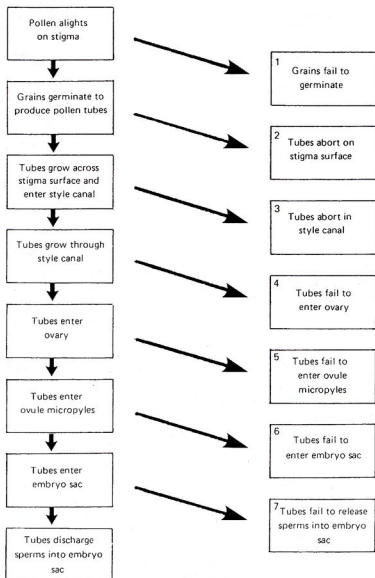 Pollen alights
on stigma
Grains germinate to
produce pollen tubes
Tubes grow across
stigma surface and
enter style canal
Tubes grow through
style canal
Tubes enter
ovary
Tubes enter
ovule micropyles
Tubes enter
embryo sac
Tubes discharge
sperms into embryo
sac
1
Grains fail to
germinate
2
Tubes abort on
stigma surface
3
Tubes abort in
style canal
4
Tubes fail to
enter ovary
5
Tubes fail to
enter ovule
micropyles
6
Tubes fail to
enter embryo sac
7
Tubes fail to release
sperms into embryo
sac